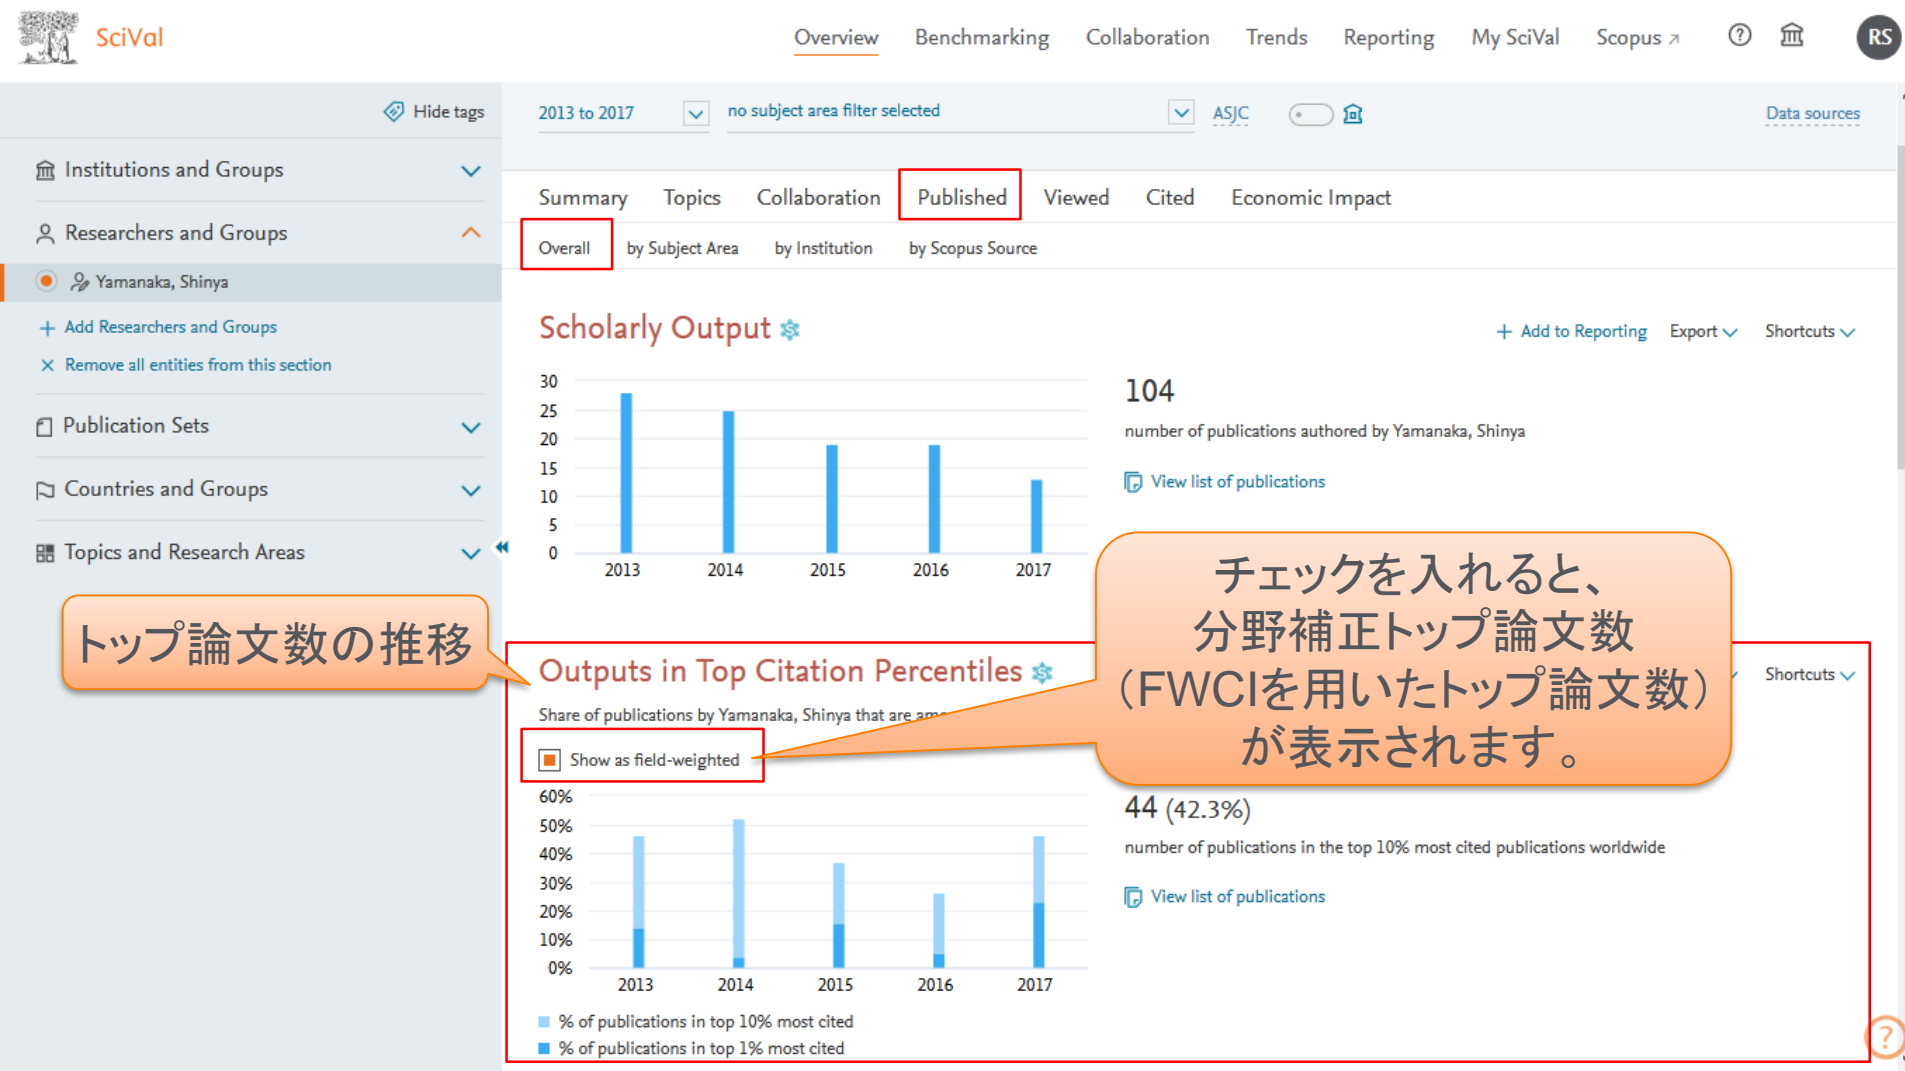 SciVal
Overview Benchmarking Collaboration Trends Reporting My SciVal Scopus ↗ ? RS
Hide tags
2013 to 2017 no subject area filter selected ASJC Data sources
Institutions and Groups
Researchers and Groups
Yamanaka, Shinya
+ Add Researchers and Groups
× Remove all entities from this section
Publication Sets
Countries and Groups
Topics and Research Areas
トップ論文数の推移
Summary Topics Collaboration Published Viewed Cited Economic Impact
Overall by Subject Area by Institution by Scopus Source
Scholarly Output
+ Add to Reporting Export Shortcuts
30
25
20
15
10
5
0
2013 2014 2015 2016 2017
104
number of publications authored by Yamanaka, Shinya
View list of publications
チェックを入れると、
分野補正トップ論文数
（FWCIを用いたトップ論文数）
が表示されます。
Outputs in Top Citation Percentiles
Shortcuts
Share of publications by Yamanaka, Shinya that are
Show as field-weighted
60%
50%
40%
30%
20%
10%
0%
2013 2014 2015 2016 2017
% of publications in top 10% most cited
% of publications in top 1% most cited
44 (42.3%)
number of publications in the top 10% most cited publications worldwide
View list of publications
?